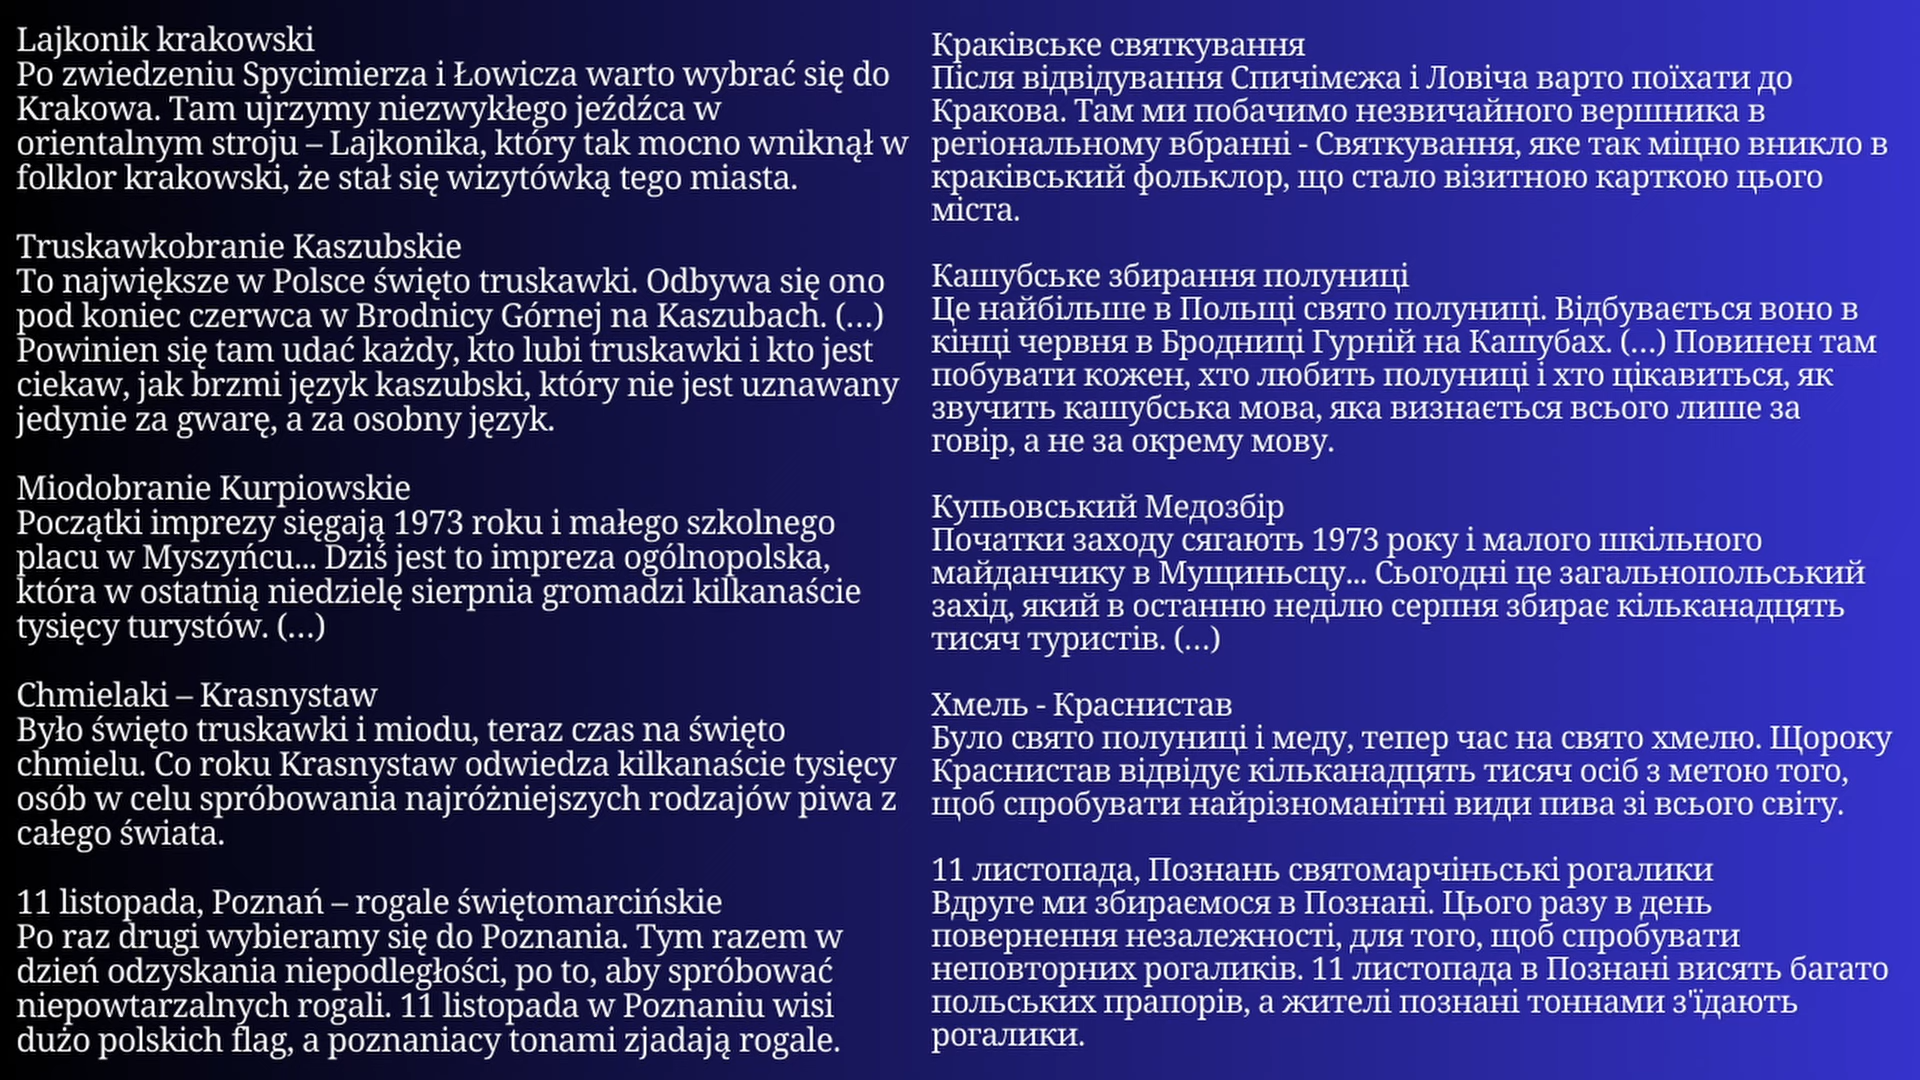 Lajkonik krakowski
Po zwiedzeniu Spycimierza i Łowicza warto wybrać się do
Krakowa. Tam ujrzymy niezwykłego jeźdźca w
orientalnym stroju – Lajkonika, który tak mocno wniknął w
folklor krakowski, że stał się wizytówką tego miasta.
Truskawkobranie Kaszubskie
To największe w Polsce święto truskawki. Odbywa się ono
pod koniec czerwca w Brodnicy Górnej na Kaszubach. (…)
Powinien się tam udać każdy, kto lubi truskawki i kto jest
ciekaw, jak brzmi język kaszubski, który nie jest uznawany
jedynie za gwarę, a za osobny język.
Miodobranie Kurpiowskie
Początki imprezy sięgają 1973 roku i małego szkolnego
placu w Myszyńcu... Dziś jest to impreza ogólnopolska,
która w ostatnią niedzielę sierpnia gromadzi kilkanaście
tysięcy turystów. (…)
Chmielaki – Krasnystaw
Było święto truskawki i miodu, teraz czas na święto
chmielu. Co roku Krasnystaw odwiedza kilkanaście tysięcy
osób w celu spróbowania najróżniejszych rodzajów piwa z
całego świata.
11 listopada, Poznań – rogale świętomarcińskie
Po raz drugi wybieramy się do Poznania. Tym razem w
dzień odzyskania niepodległości, po to, aby spróbować
niepowtarzalnych rogali. 11 listopada w Poznaniu wisi
dużo polskich flag, a poznaniacy tonami zjadają rogale.
Краківське святкування
Після відвідування Спичімєжа і Ловіча варто поїхати до
Кракова. Там ми побачимо незвичайного вершника в
регіональному вбранні - Святкування, яке так міцно вникло в
краківський фольклор, що стало візитною карткою цього
міста.
Кашубське збирання полуниці
Це найбільше в Польщі свято полуниці. Відбувається воно в
кінці червня в Бродниці Гурній на Кашубах. (…) Повинен там
побувати кожен, хто любить полуниці і хто цікавиться, як
звучить кашубська мова, яка визнається всього лише за
говір, а не за окрему мову.
Купьовський Медозбір
Початки заходу сягають 1973 року і малого шкільного
майданчику в Мущиньсцу... Сьогодні це загальнопольський
захід, який в останню неділю серпня збирає кільканадцять
тисяч туристів. (…)
Хмель - Краснистав
Було свято полуниці і меду, тепер час на свято хмелю. Щороку
Краснистав відвідує кільканадцять тисяч осіб з метою того,
щоб спробувати найрізноманітні види пива зі всього світу.
11 листопада, Познань святомарчіньські рогалики
Вдруге ми збираємося в Познані. Цього разу в день
повернення незалежності, для того, щоб спробувати
неповторних рогаликів. 11 листопада в Познані висять багато
польських прапорів, а жителі познані тоннами з'їдають
рогалики.